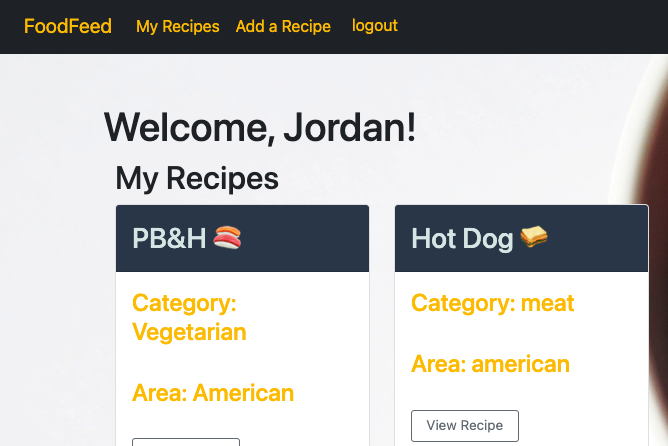 FoodFeed My Recipes Add a Recipe logout
Welcome, Jordan!
My Recipes
PB&H 🍣
Category:
Vegetarian
Area: American
Hot Dog 🥪
Category: meat
Area: american
View Recipe